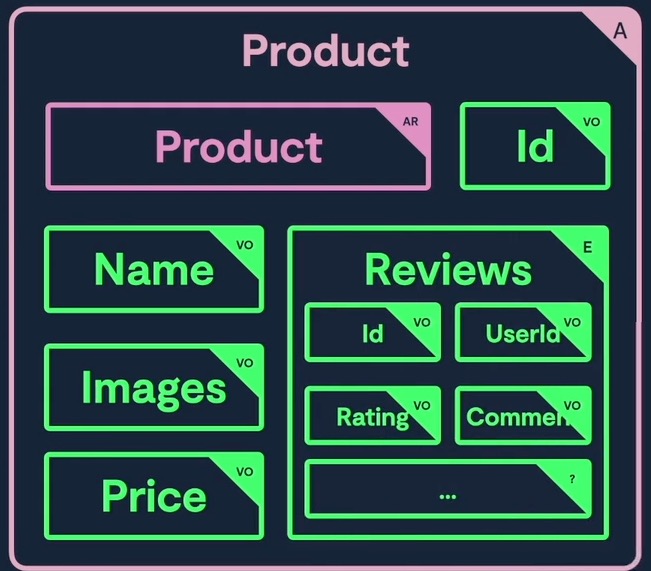 A
Product
Product AR
Id VO
Name VO
Reviews E
Id VO
UserId VO
Images VO
Rating VO
Commen VO
Price VO
... ?